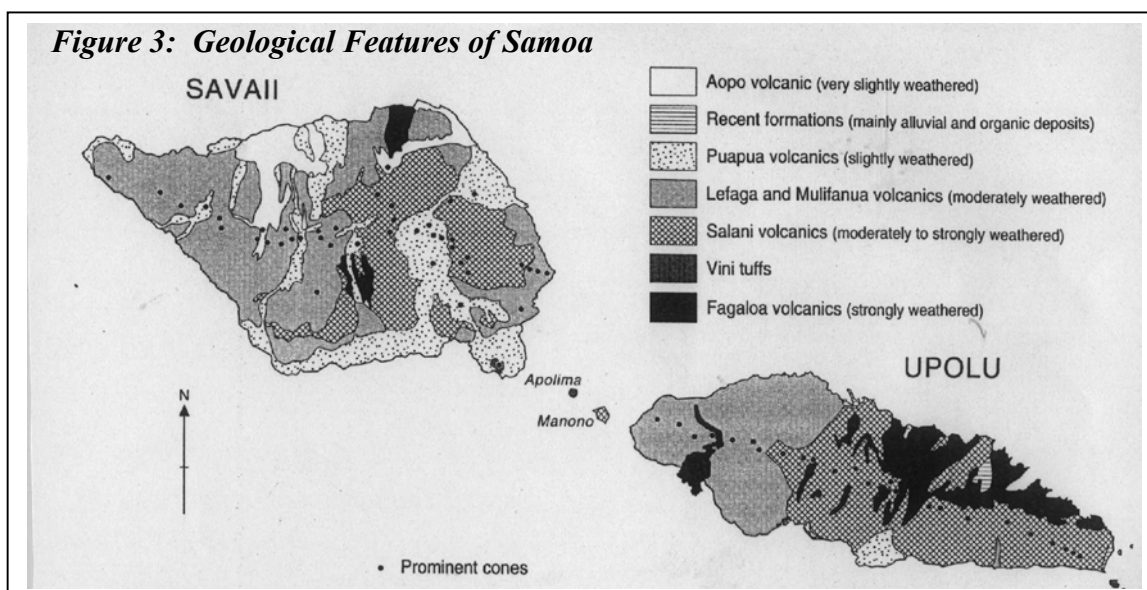 Figure 3: Geological Features of Samoa
SAVAII
Aopo volcanic (very slightly weathered)
Recent formations (mainly alluvial and organic deposits)
Puapua volcanics (slightly weathered)
Lefaga and Mulifanua volcanics (moderately weathered)
Salani volcanics (moderately to strongly weathered)
Vini tuffs
Fagaloa volcanics (strongly weathered)
UPOLU
Apolima
Manono
N
Prominent cones